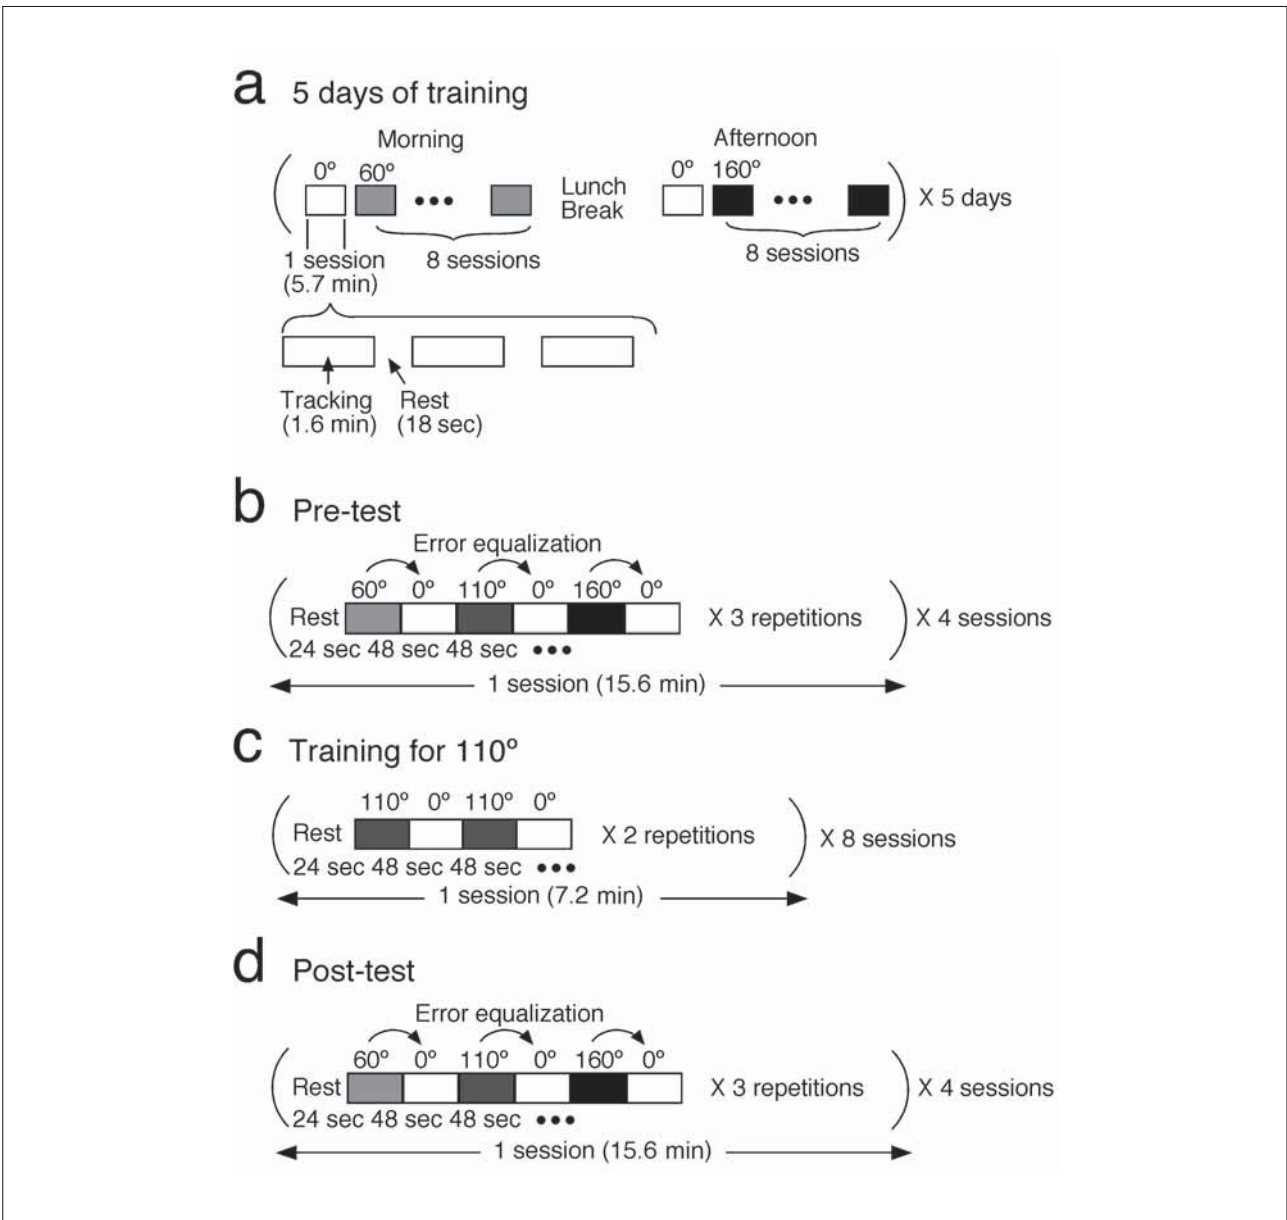 a 5 days of training
Morning Afternoon
0º 60º 0º 160º
Lunch
Break
X 5 days
1 session
(5.7 min)
8 sessions
8 sessions
Tracking
(1.6 min)
Rest
(18 sec)
b Pre-test
Error equalization
60º 0º 110º 0º 160º 0º
Rest X 3 repetitions X 4 sessions
24 sec 48 sec 48 sec •••
1 session (15.6 min)
c Training for 110º
110º 0º 110º 0º
Rest X 2 repetitions X 8 sessions
24 sec 48 sec 48 sec •••
1 session (7.2 min)
d Post-test
Error equalization
60º 0º 110º 0º 160º 0º
Rest X 3 repetitions X 4 sessions
24 sec 48 sec 48 sec •••
1 session (15.6 min)